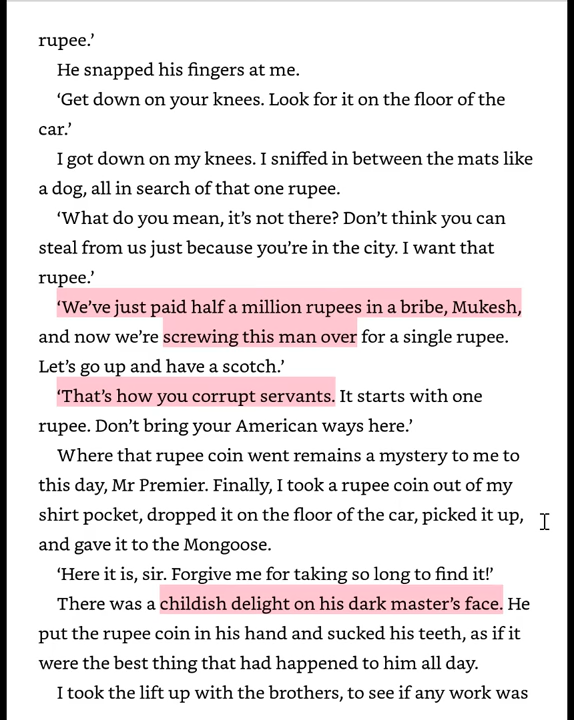 rupee.’
He snapped his fingers at me.
‘Get down on your knees. Look for it on the floor of the
car.’
I got down on my knees. I sniffed in between the mats like
a dog, all in search of that one rupee.
‘What do you mean, it’s not there? Don’t think you can
steal from us just because you’re in the city. I want that
rupee.’
‘We’ve just paid half a million rupees in a bribe, Mukesh,
and now we’re screwing this man over for a single rupee.
Let’s go up and have a scotch.’
‘That’s how you corrupt servants. It starts with one
rupee. Don’t bring your American ways here.’
Where that rupee coin went remains a mystery to me to
this day, Mr Premier. Finally, I took a rupee coin out of my
shirt pocket, dropped it on the floor of the car, picked it up,
and gave it to the Mongoose.
‘Here it is, sir. Forgive me for taking so long to find it!’
There was a childish delight on his dark master’s face. He
put the rupee coin in his hand and sucked his teeth, as if it
were the best thing that had happened to him all day.
I took the lift up with the brothers, to see if any work was